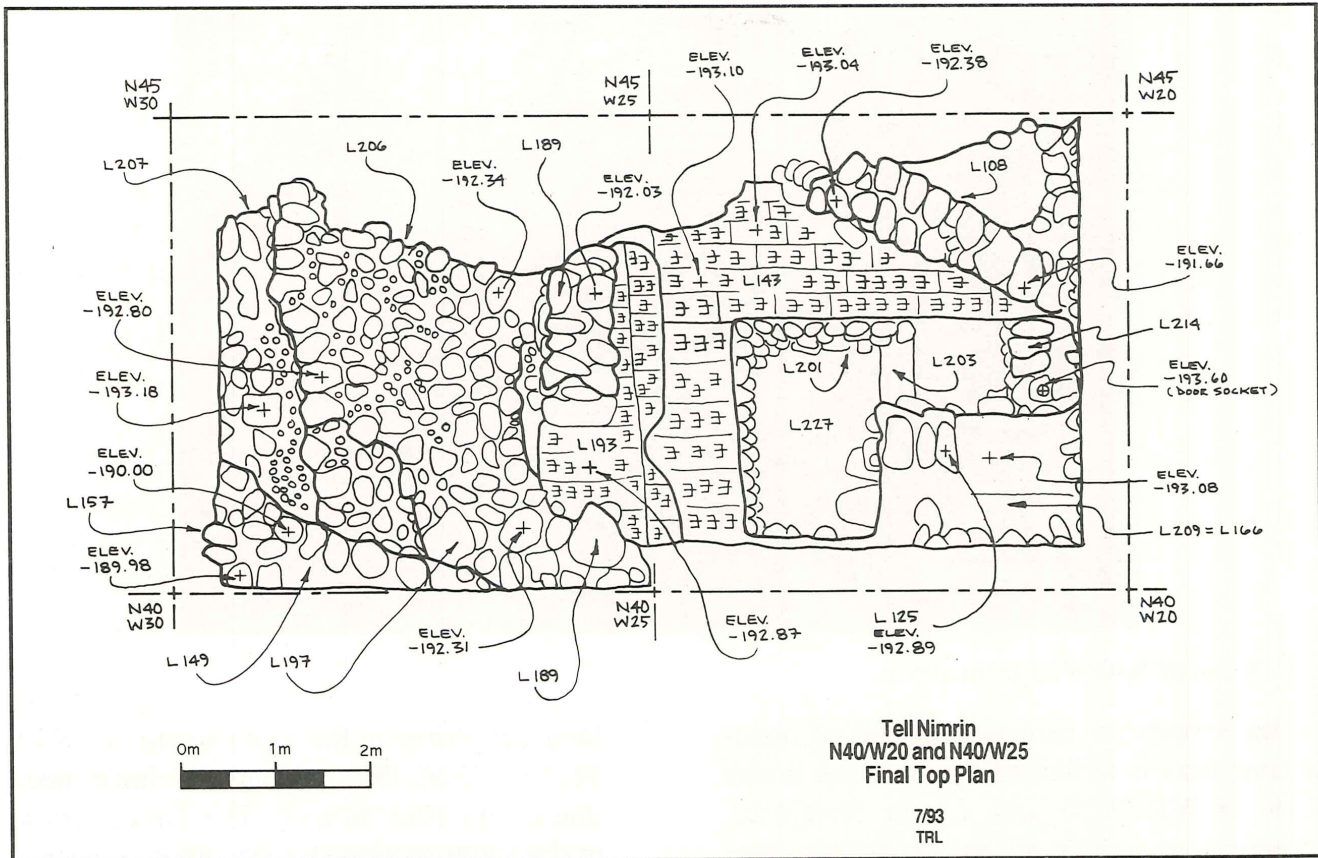 ELEV.
-193.10
ELEV.
-193.04
ELEV.
-192.38
N45
W30
N45
W25
N45
W20
L207
L206
ELEV.
-192.34
L189
ELEV.
-192.03
L108
ELEV.
-191.66
L143
ELEV.
-192.80
L214
ELEV.
-193.18
L201
L203
ELEV.
-193.60
(DOOR SOCKET)
L227
L193
ELEV.
-190.00
ELEV.
-193.08
L157
L209 = L166
ELEV.
-189.98
N40
W30
N40
W25
N40
W20
ELEV.
-192.31
ELEV.
-192.87
L 125
ELEV.
-192.89
L149
L197
L189
0m
1m
2m
Tell Nimrin
N40/W20 and N40/W25
Final Top Plan
7/93
TRL